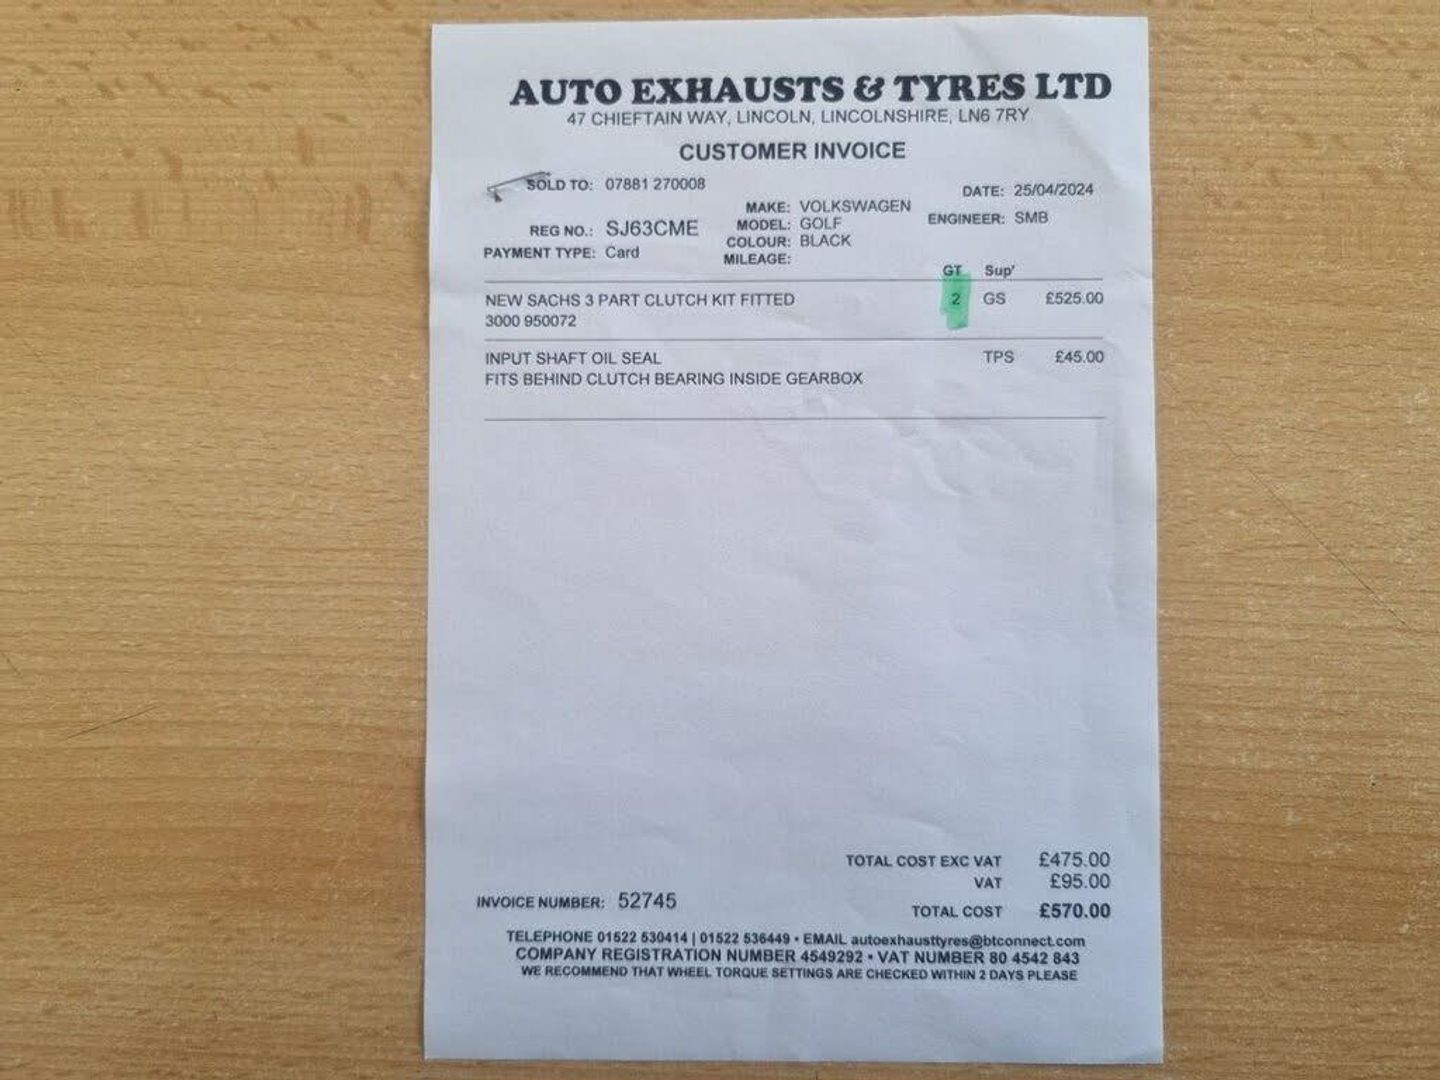 AUTO EXHAUSTS & TYRES LTD
47 CHIEFTAIN WAY, LINCOLN, LINCOLNSHIRE, LN6 7RY
CUSTOMER INVOICE
SOLD TO: 07881 270008
DATE: 25/04/2024
MAKE: VOLKSWAGEN
ENGINEER: SMB
REG NO.: SJ63CME
MODEL: GOLF
COLOUR: BLACK
PAYMENT TYPE: Card
MILEAGE:
GT Sup'
NEW SACHS 3 PART CLUTCH KIT FITTED 2 GS £525.00
3000 950072
INPUT SHAFT OIL SEAL TPS £45.00
FITS BEHIND CLUTCH BEARING INSIDE GEARBOX
TOTAL COST EXC VAT £475.00
VAT £95.00
INVOICE NUMBER: 52745
TOTAL COST £570.00
TELEPHONE 01522 530414 | 01522 536449 • EMAIL autoexhausttyres@btconnect.com
COMPANY REGISTRATION NUMBER 4549292 • VAT NUMBER 80 4542 843
WE RECOMMEND THAT WHEEL TORQUE SETTINGS ARE CHECKED WITHIN 2 DAYS PLEASE